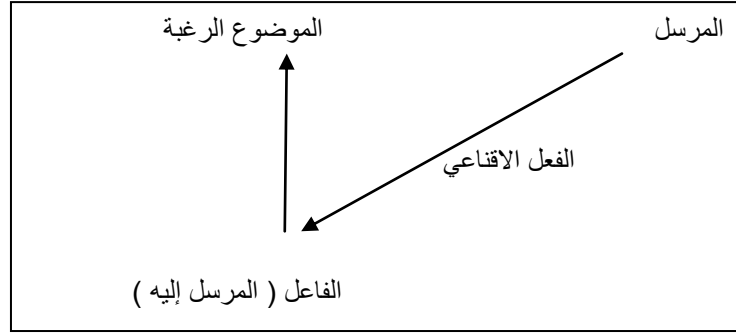 المرسل
الموضوع الرغبة
الفعل الاقناعي
الفاعل ( المرسل إليه )